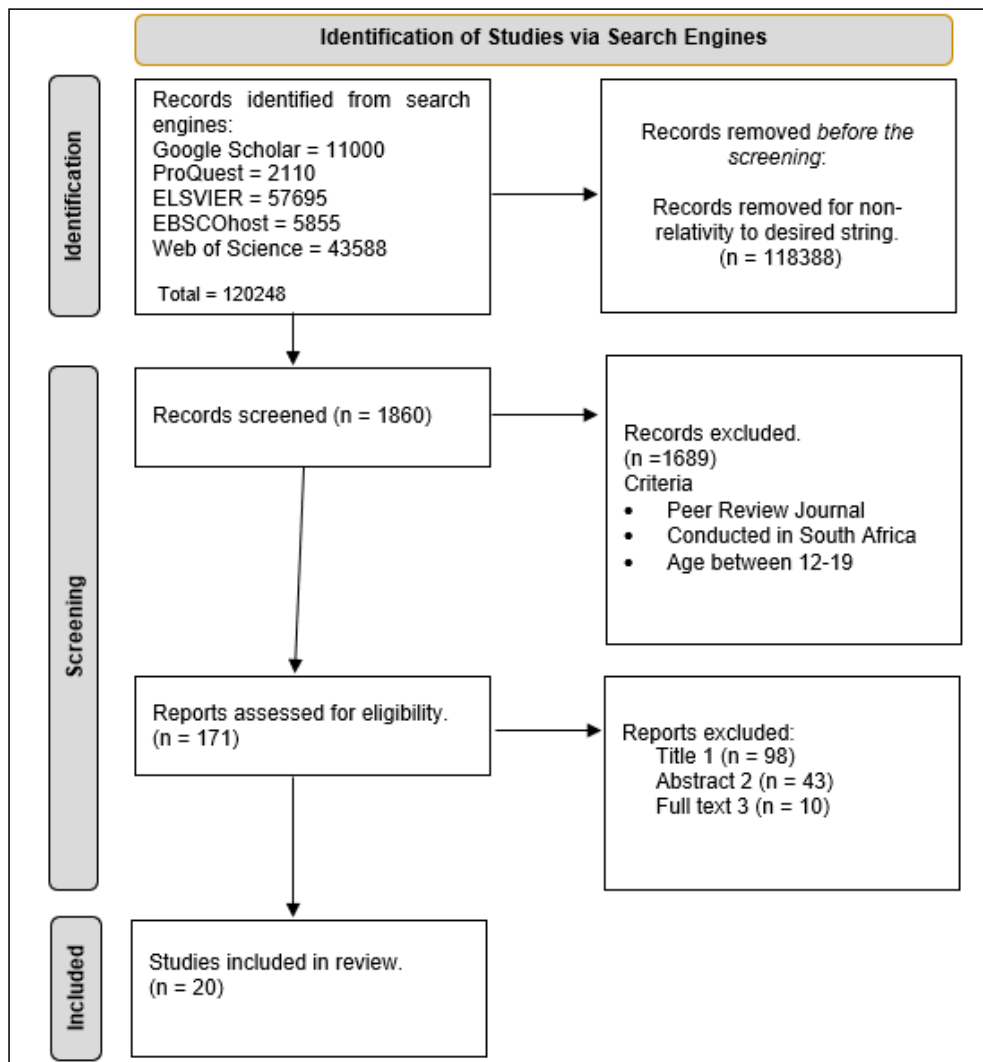 Identification of Studies via Search Engines
Identification
Records identified from search
engines:
Google Scholar = 11000
ProQuest = 2110
ELSVIER = 57695
EBSCOhost = 5855
Web of Science = 43588
Total = 120248
Records removed before the
screening:
Records removed for non-
relativity to desired string.
(n = 118388)
Screening
Records screened (n = 1860)
Records excluded.
(n =1689)
Criteria
• Peer Review Journal
• Conducted in South Africa
• Age between 12-19
Reports assessed for eligibility.
(n = 171)
Reports excluded:
Title 1 (n = 98)
Abstract 2 (n = 43)
Full text 3 (n = 10)
Included
Studies included in review.
(n = 20)